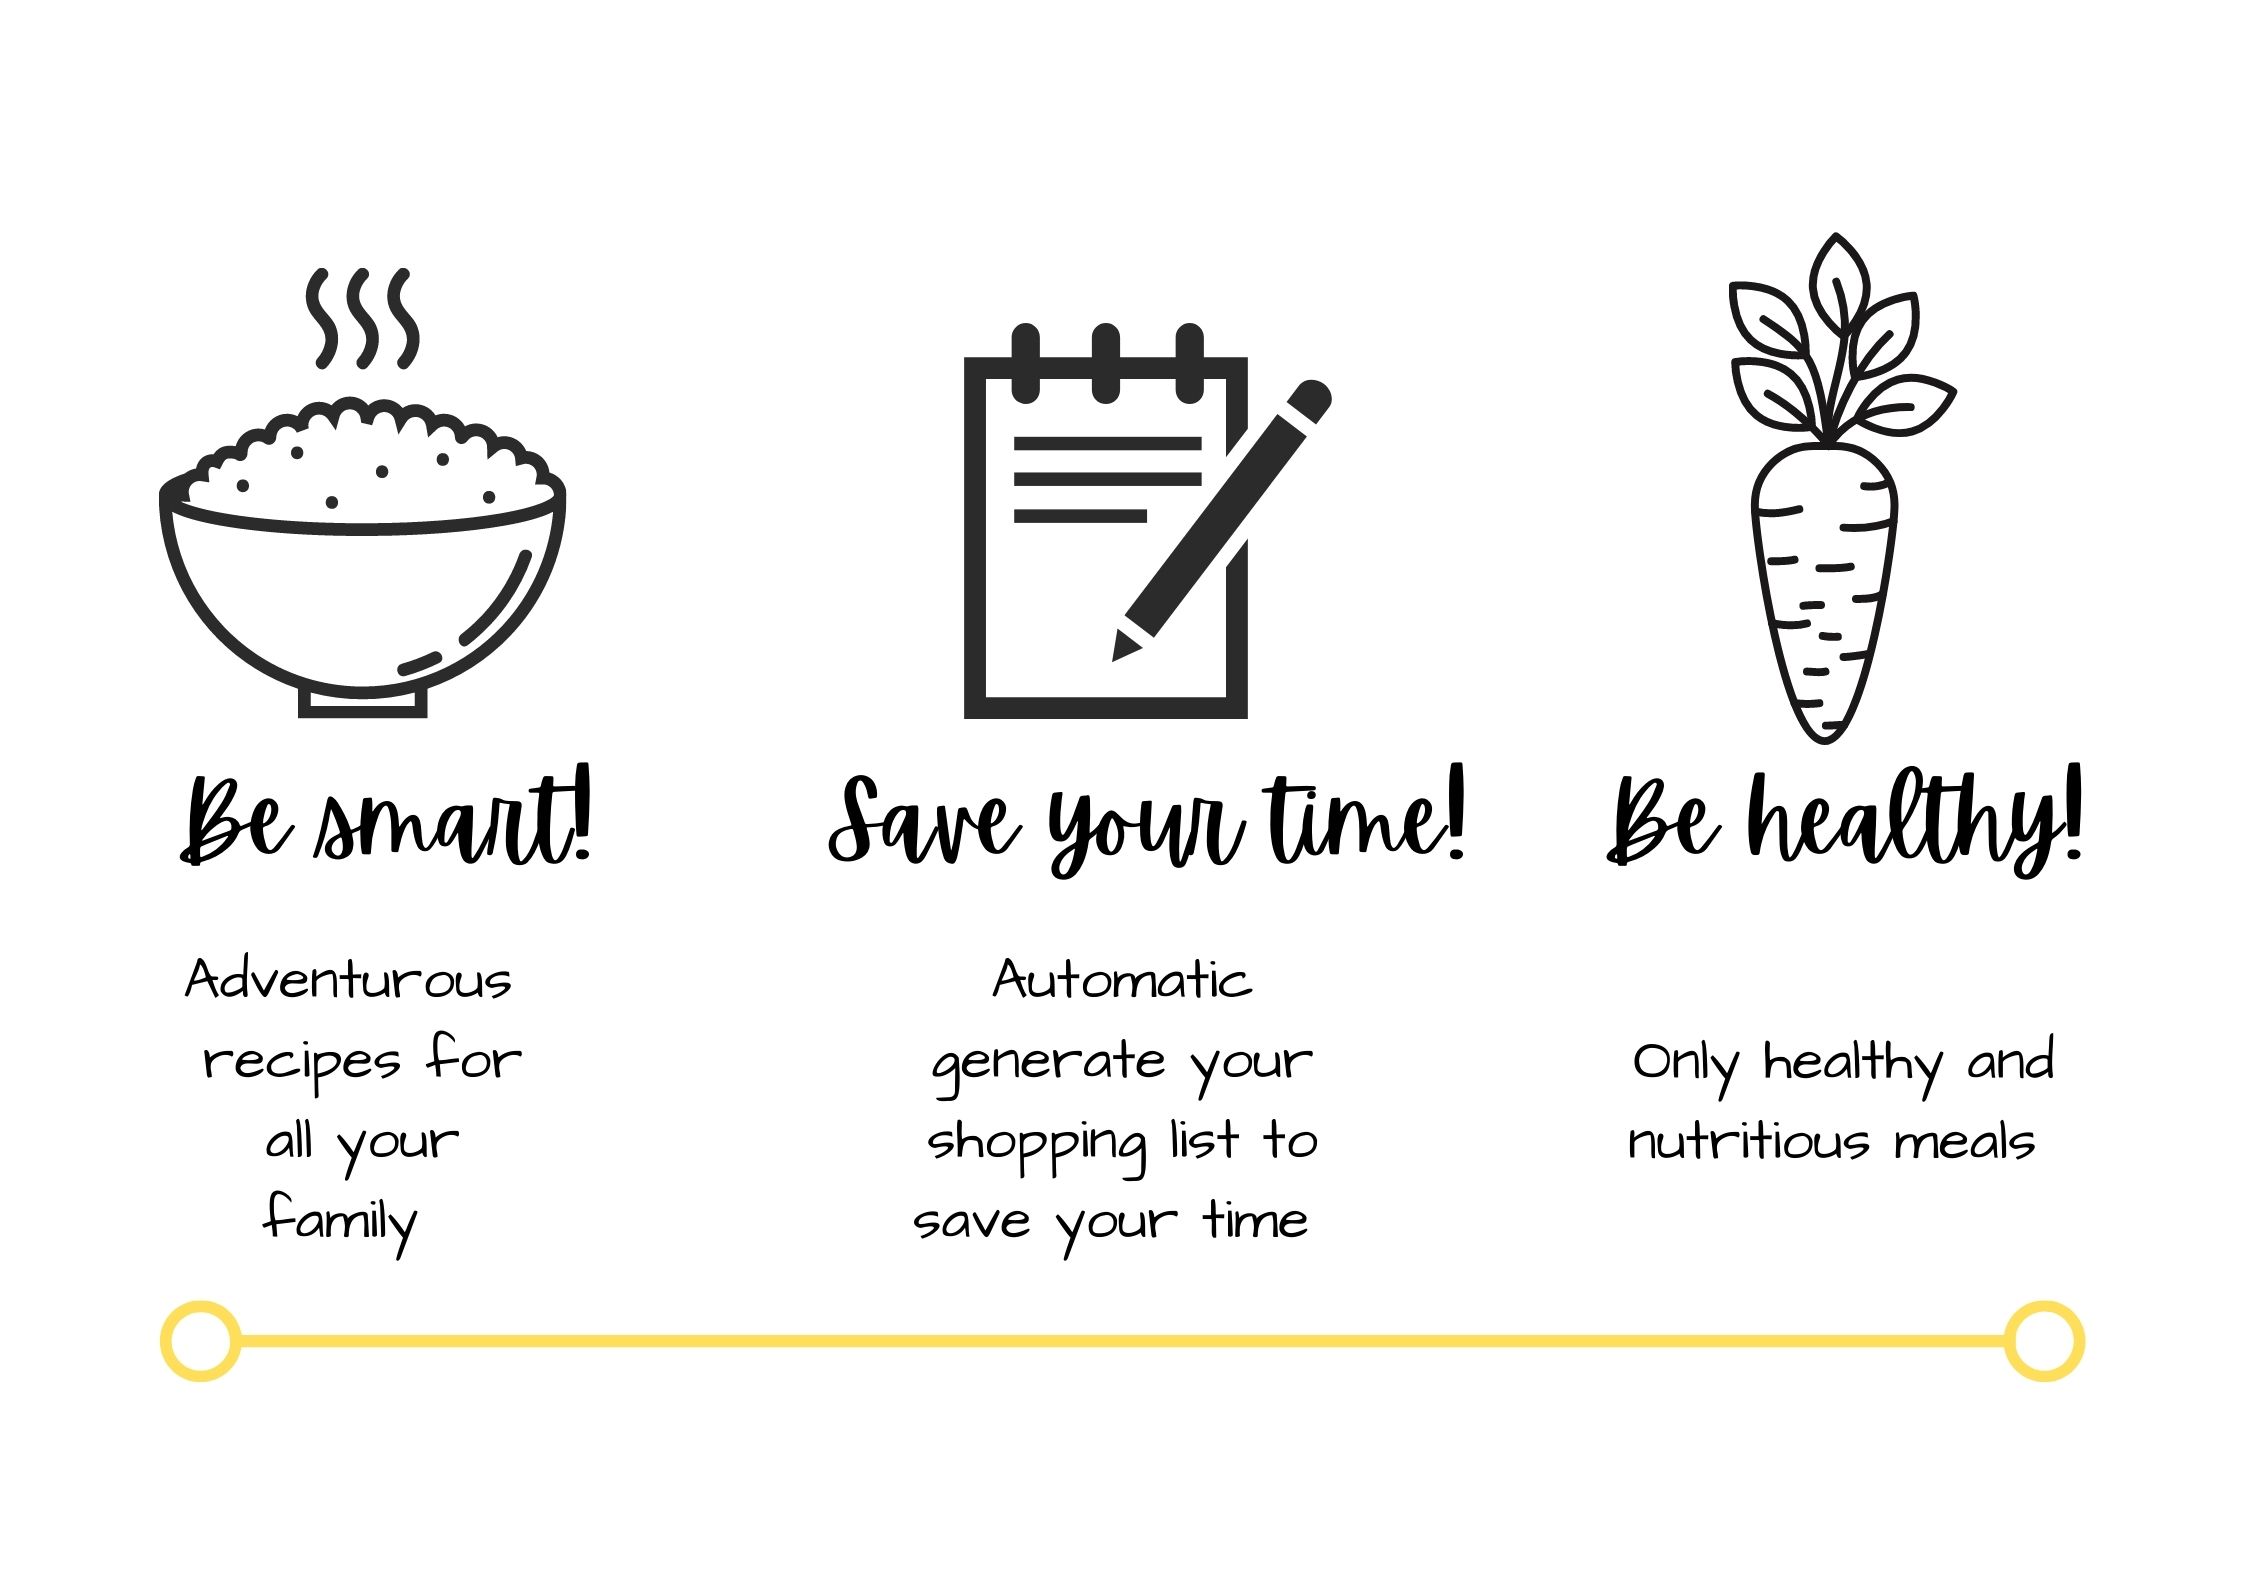 Be smart!
Adventurous
recipes for
all your
family
Save your time!
Automatic
generate your
shopping list to
save your time
Be healthy!
Only healthy and
nutritious meals